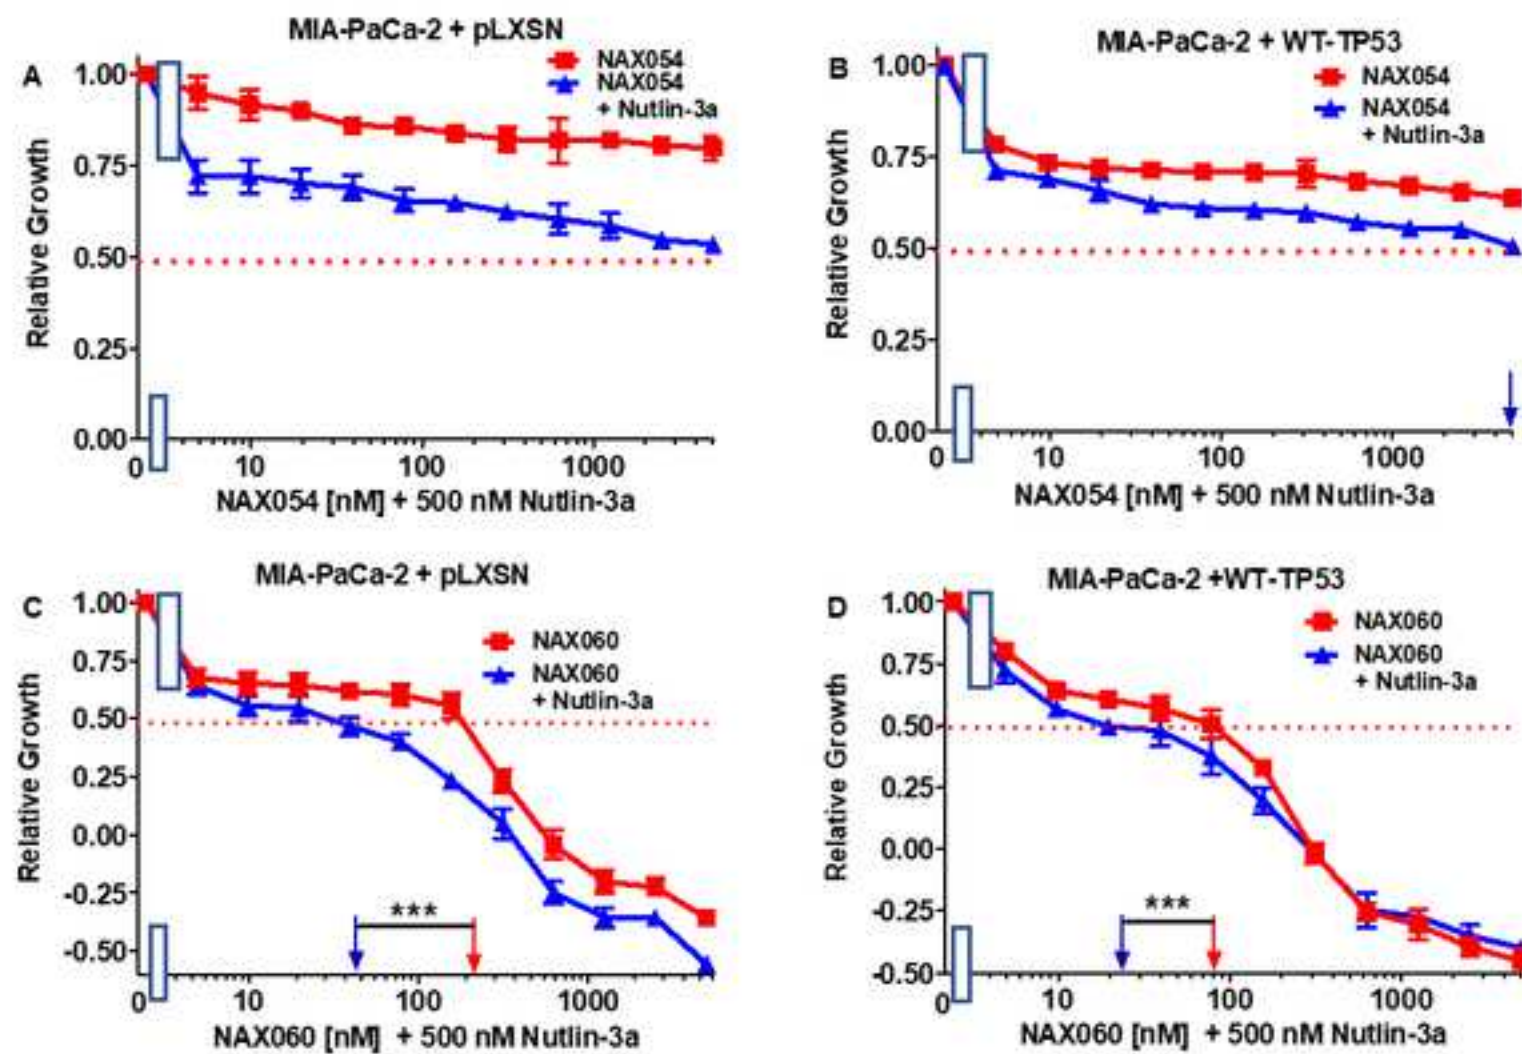 MIA-PaCa-2 + pLXSN
A
NAX054
NAX054
+ Nutlin-3a
1.00
0.75
0.50
0.25
0.00
Relative Growth
0
10
100
1000
NAX054 [nM] + 500 nM Nutlin-3a
MIA-PaCa-2 + WT-TP53
B
NAX054
NAX054
+ Nutlin-3a
1.00
0.75
0.50
0.25
0.00
Relative Growth
0
10
100
1000
NAX054 [nM] + 500 nM Nutlin-3a
MIA-PaCa-2 + pLXSN
C
NAX060
NAX060
+ Nutlin-3a
1.00
0.75
0.50
0.25
0.00
-0.25
-0.50
Relative Growth
***
0
10
100
1000
NAX060 [nM] + 500 nM Nutlin-3a
MIA-PaCa-2 +WT-TP53
D
NAX060
NAX060
+ Nutlin-3a
1.00
0.75
0.50
0.25
0.00
-0.25
-0.50
Relative Growth
***
0
10
100
1000
NAX060 [nM] + 500 nM Nutlin-3a